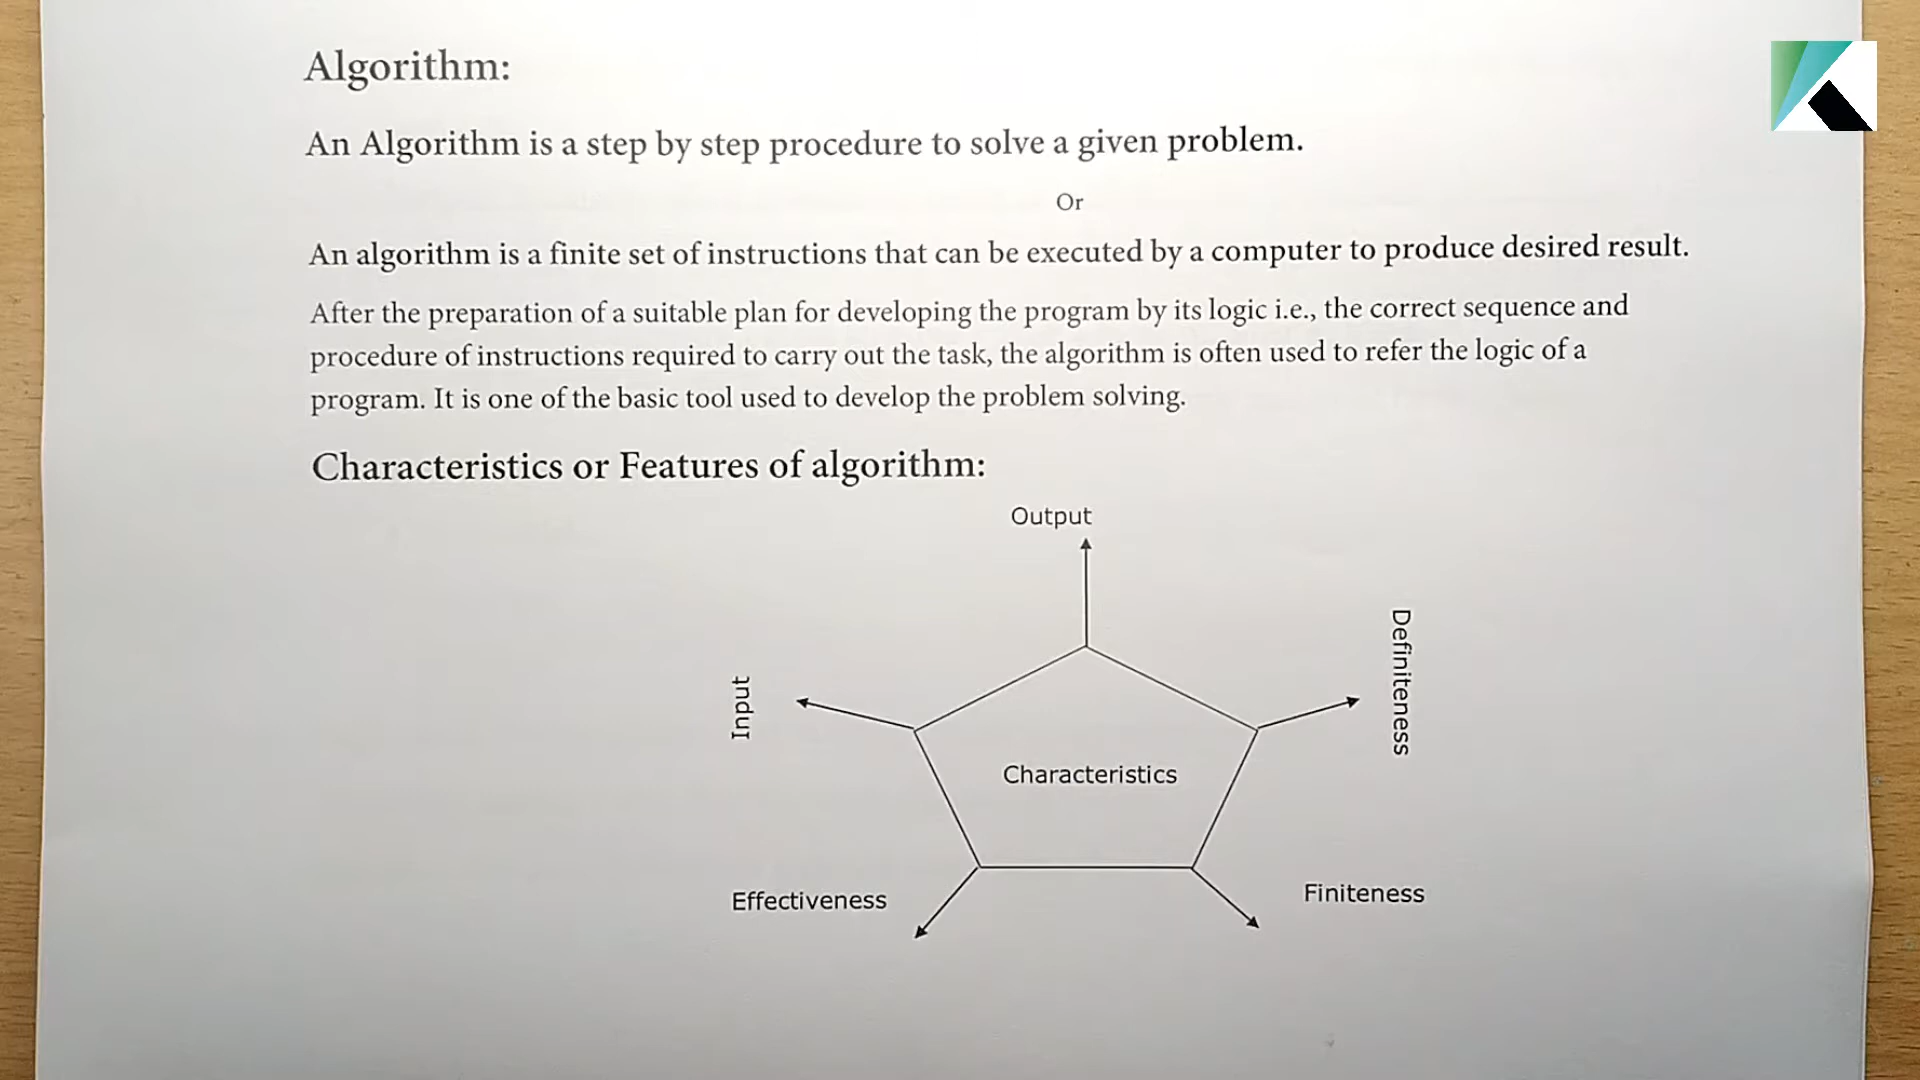 Algorithm:
An Algorithm is a step by step procedure to solve a given problem.
Or
An algorithm is a finite set of instructions that can be executed by a computer to produce desired result.
After the preparation of a suitable plan for developing the program by its logic i.e., the correct sequence and
procedure of instructions required to carry out the task, the algorithm is often used to refer the logic of a
program. It is one of the basic tool used to develop the problem solving.
Characteristics or Features of algorithm:
Output
Definiteness
Input
Characteristics
Effectiveness
Finiteness